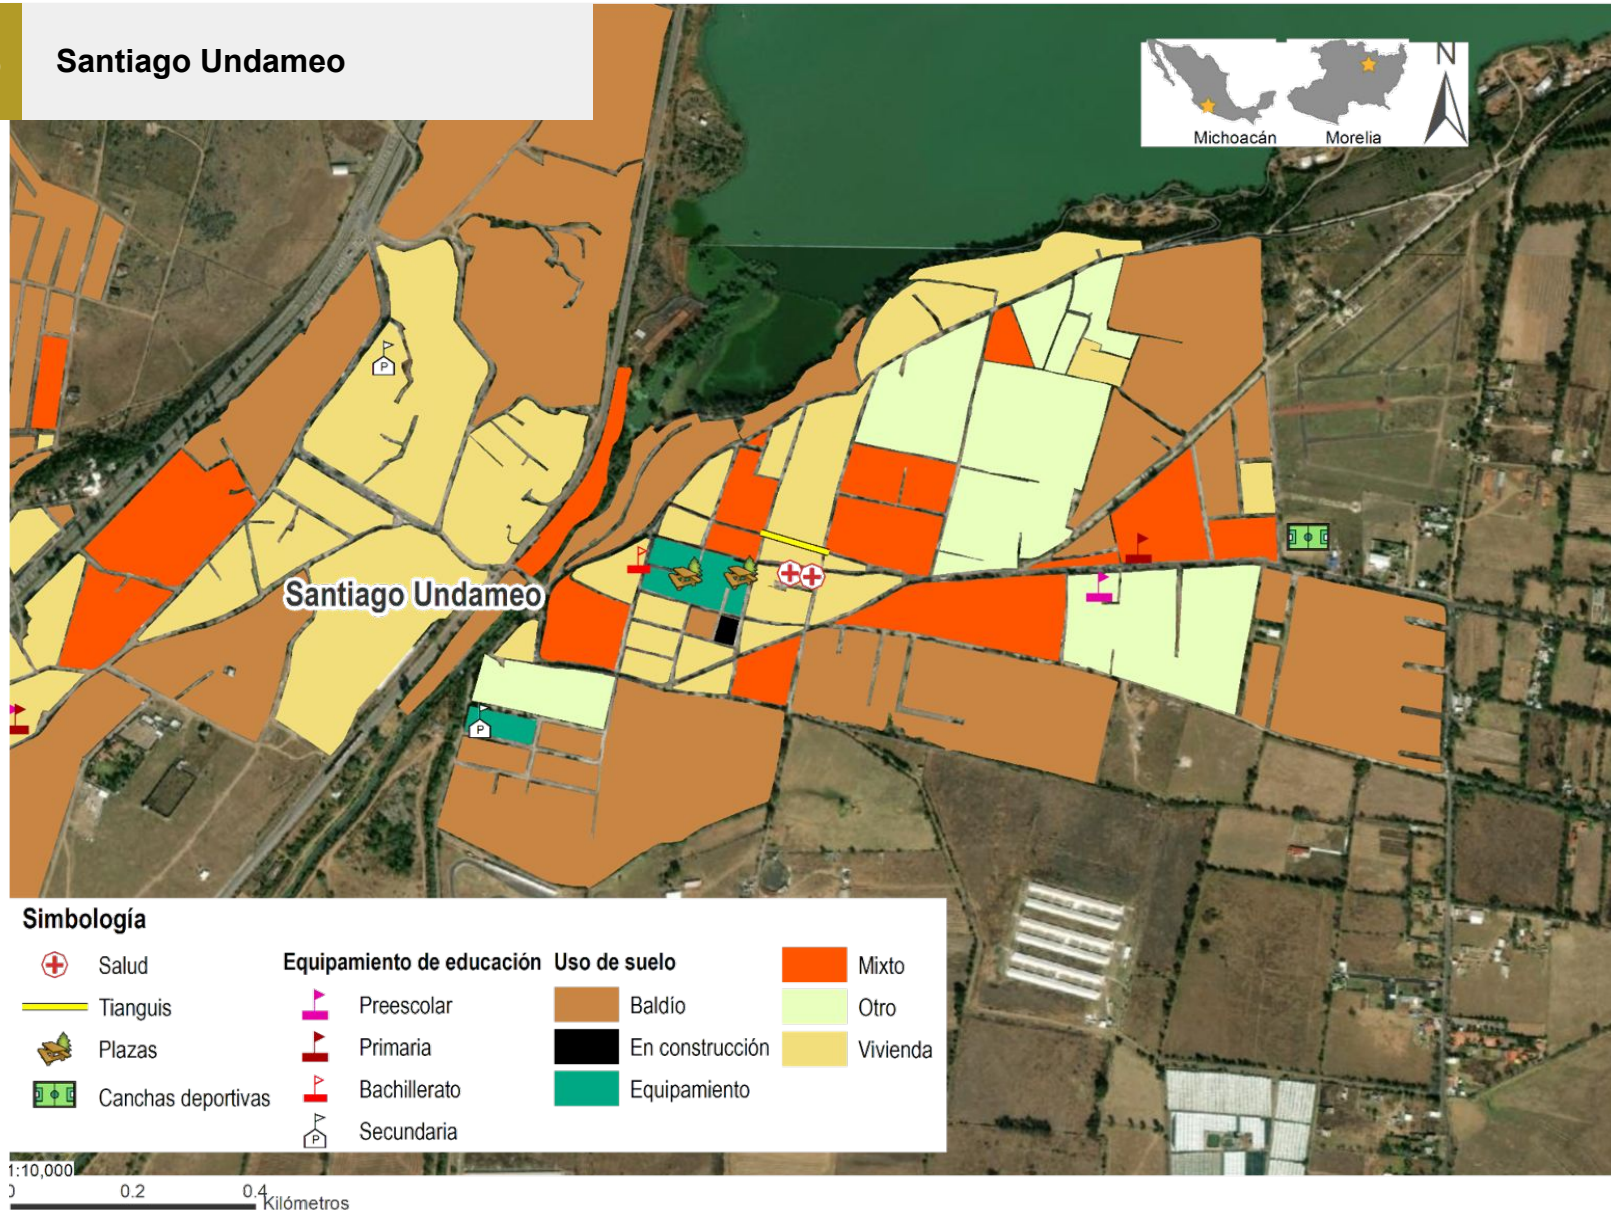 Santiago Undameo
N
Michoacán
Morelia
P
Santiago Undameo
P
Simbología
Salud
Tianguis
Plazas
Canchas deportivas
Equipamiento de educación
Preescolar
Primaria
Bachillerato
P
Secundaria
Uso de suelo
Baldío
En construcción
Equipamiento
Mixto
Otro
Vivienda
1:10,000
0 0.2 0.4
Kilómetros